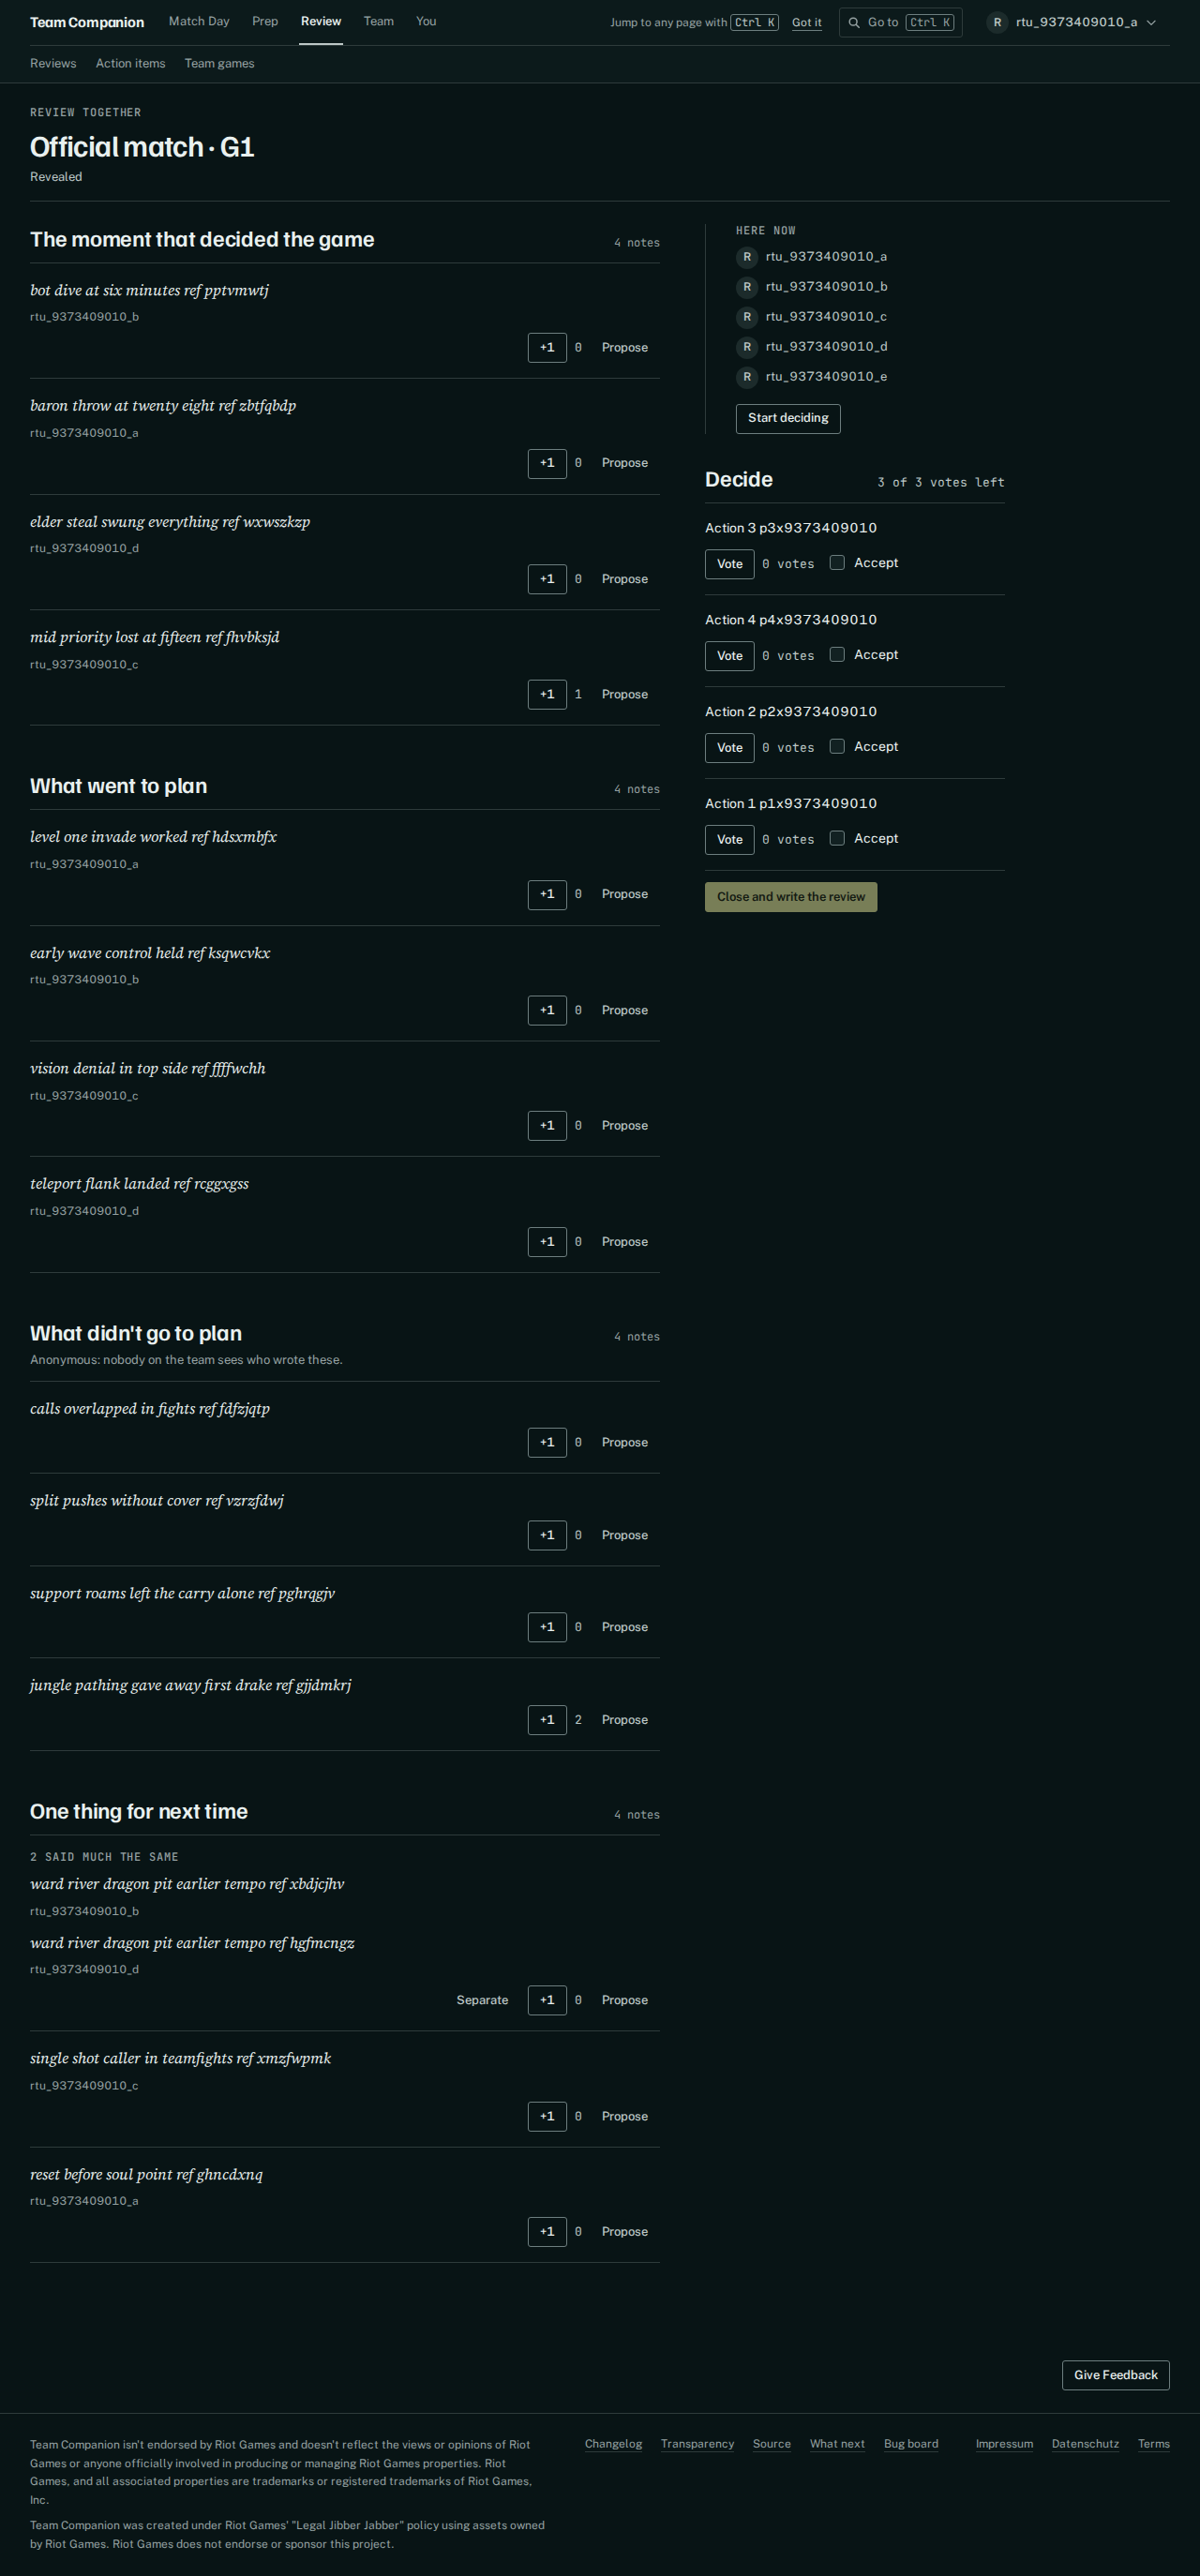 Team Companion Match Day Prep Review Team You Jump to any page with Ctrl K Got it Go to Ctrl K R rtu_9373409010_a
Reviews Action items Team games
REVIEW TOGETHER
Official match · G1
Revealed
The moment that decided the game 4 notes
bot dive at six minutes ref pptvmwtj
rtu_9373409010_b
+1 0 Propose
baron throw at twenty eight ref zbtfqbdp
rtu_9373409010_a
+1 0 Propose
elder steal swung everything ref wxwszkzp
rtu_9373409010_d
+1 0 Propose
mid priority lost at fifteen ref fhvbksjd
rtu_9373409010_c
+1 1 Propose
What went to plan 4 notes
level one invade worked ref hdsxmbfx
rtu_9373409010_a
+1 0 Propose
early wave control held ref ksqwcvkx
rtu_9373409010_b
+1 0 Propose
vision denial in top side ref ffffwchh
rtu_9373409010_c
+1 0 Propose
teleport flank landed ref rcggxgss
rtu_9373409010_d
+1 0 Propose
What didn't go to plan 4 notes
Anonymous: nobody on the team sees who wrote these.
calls overlapped in fights ref fdfzjqtp
+1 0 Propose
split pushes without cover ref vzrzfdwj
+1 0 Propose
support roams left the carry alone ref pghrqgjv
+1 0 Propose
jungle pathing gave away first drake ref gjjdmkrj
+1 2 Propose
One thing for next time 4 notes
2 SAID MUCH THE SAME
ward river dragon pit earlier tempo ref xbdjcjhv
rtu_9373409010_b
ward river dragon pit earlier tempo ref hgfmcngz
rtu_9373409010_d
Separate +1 0 Propose
single shot caller in teamfights ref xmzfwpmk
rtu_9373409010_c
+1 0 Propose
reset before soul point ref ghncdxnq
rtu_9373409010_a
+1 0 Propose
HERE NOW
R rtu_9373409010_a
R rtu_9373409010_b
R rtu_9373409010_c
R rtu_9373409010_d
R rtu_9373409010_e
Start deciding
Decide 3 of 3 votes left
Action 3 p3x9373409010
Vote 0 votes Accept
Action 4 p4x9373409010
Vote 0 votes Accept
Action 2 p2x9373409010
Vote 0 votes Accept
Action 1 p1x9373409010
Vote 0 votes Accept
Close and write the review
Give Feedback
Team Companion isn't endorsed by Riot Games and doesn't reflect the views or opinions of Riot
Games or anyone officially involved in producing or managing Riot Games properties. Riot
Games, and all associated properties are trademarks or registered trademarks of Riot Games,
Inc.
Team Companion was created under Riot Games' "Legal Jibber Jabber" policy using assets owned
by Riot Games. Riot Games does not endorse or sponsor this project.
Changelog Transparency Source What next Bug board Impressum Datenschutz Terms